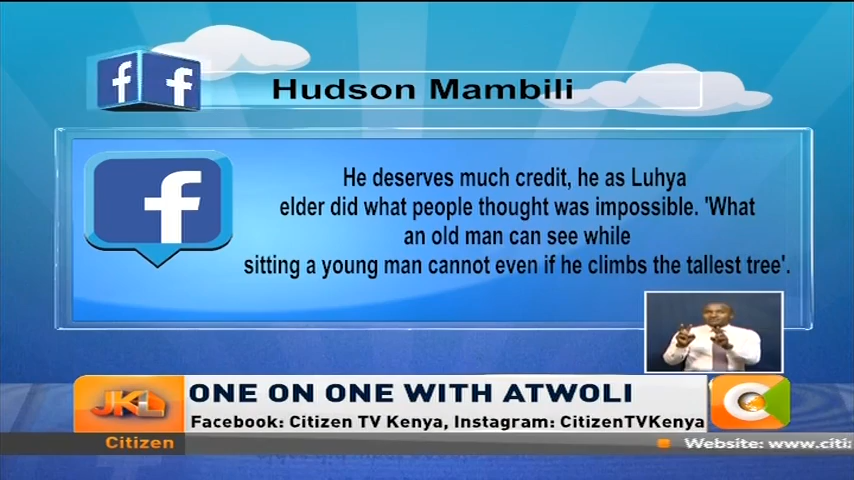 Hudson Mambili
He deserves much credit, he as Luhya
elder did what people thought was impossible. 'What
an old man can see while
sitting a young man cannot even if he climbs the tallest tree'.
JKL
ONE ON ONE WITH ATWOLI
Facebook: Citizen TV Kenya, Instagram: CitizenTVKenya
Citizen
Website: www.citi